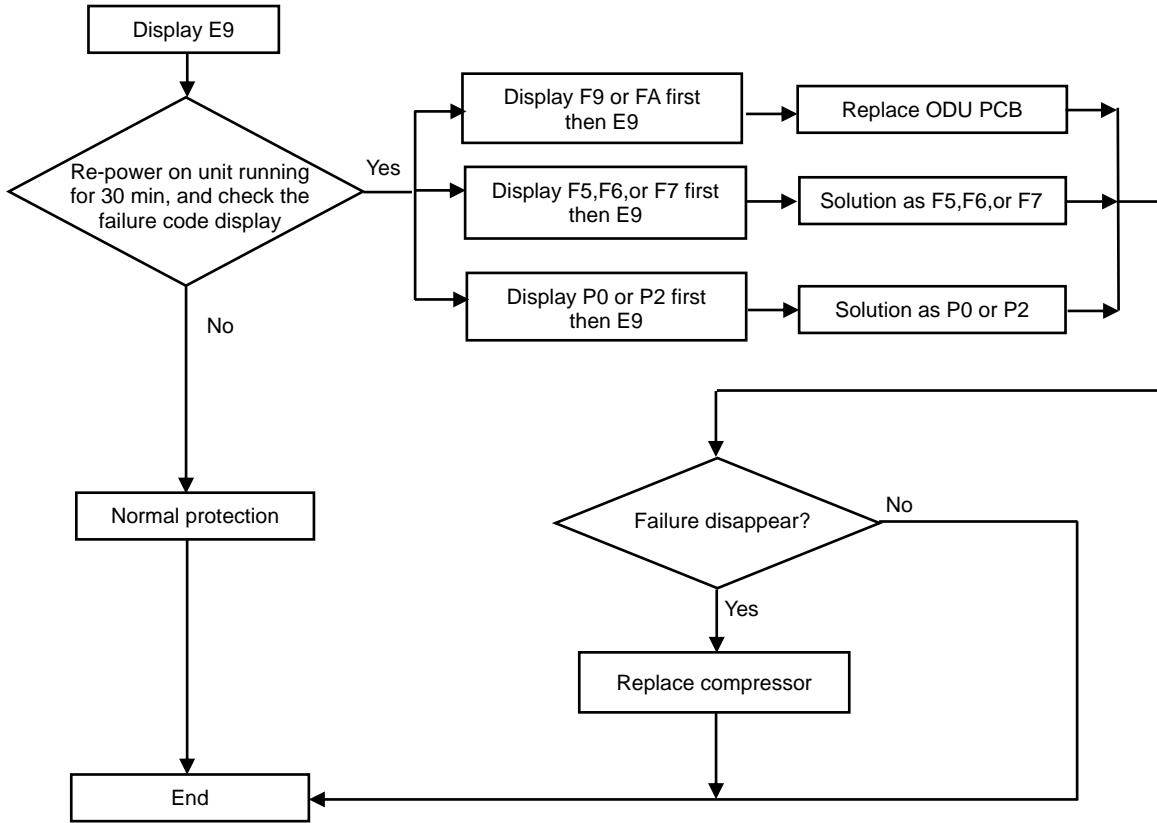 Display E9
Re-power on unit running
for 30 min, and check the
failure code display
Yes
No
Display F9 or FA first
then E9
Replace ODU PCB
Display F5,F6,or F7 first
then E9
Solution as F5,F6,or F7
Display P0 or P2 first
then E9
Solution as P0 or P2
Normal protection
Failure disappear?
No
Yes
Replace compressor
End